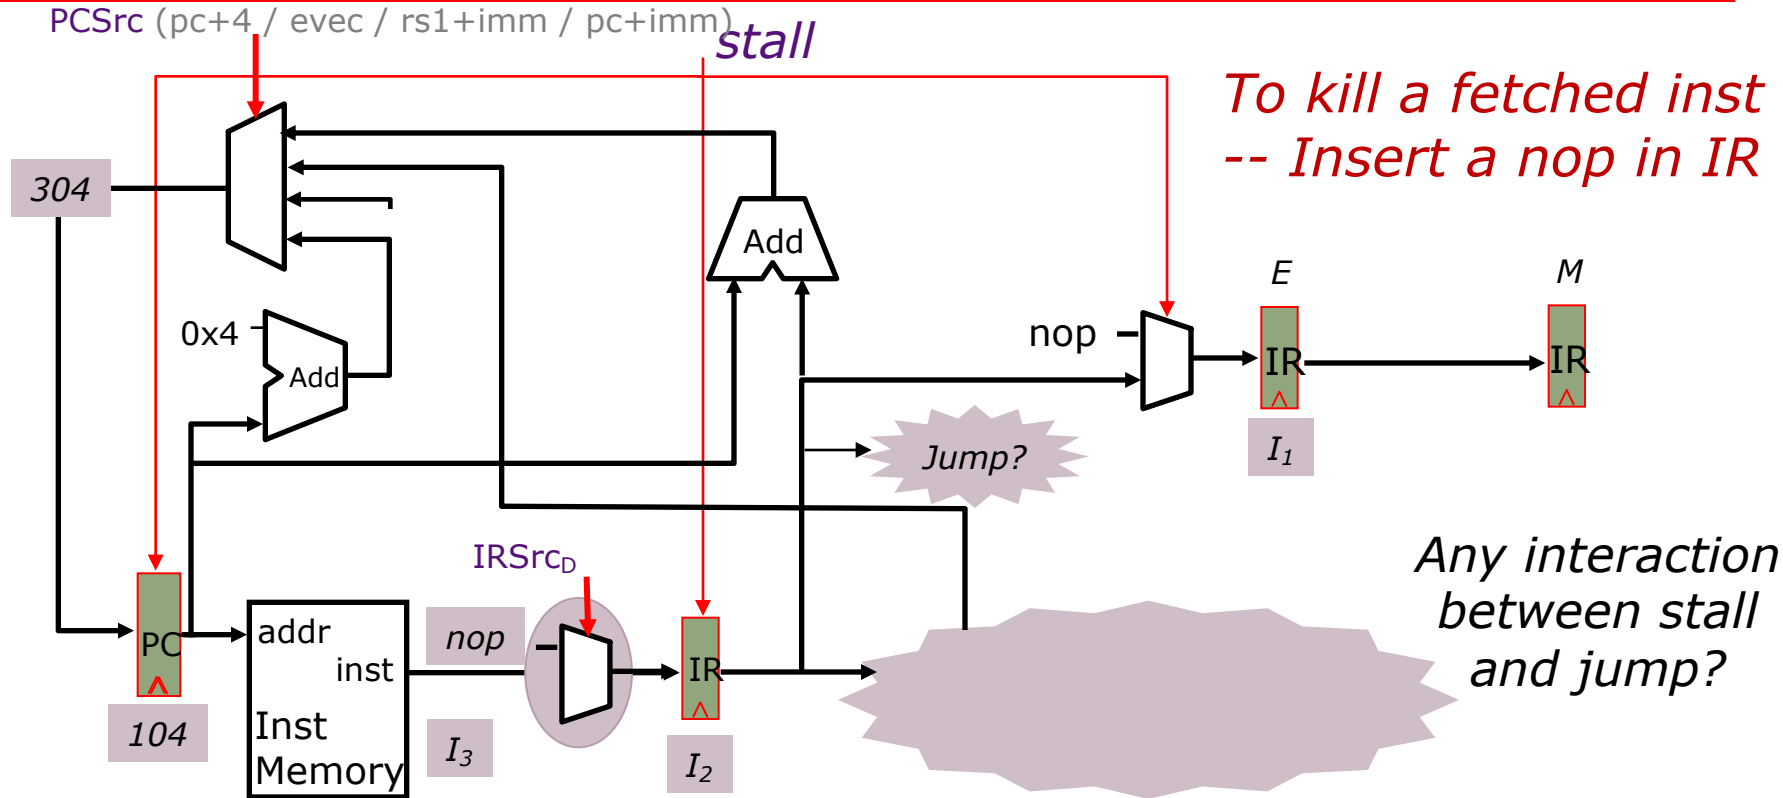 PCSrc (pc+4 / evec / rs1+imm / pc+imm)
stall
To kill a fetched inst
-- Insert a nop in IR
304
Add
E
M
0x4
Add
nop
IR
IR
Jump?
I₁
IRSrc_D
Any interaction
between stall
and jump?
PC
addr
inst
nop
IR
104
Inst
Memory
I₃
I₂